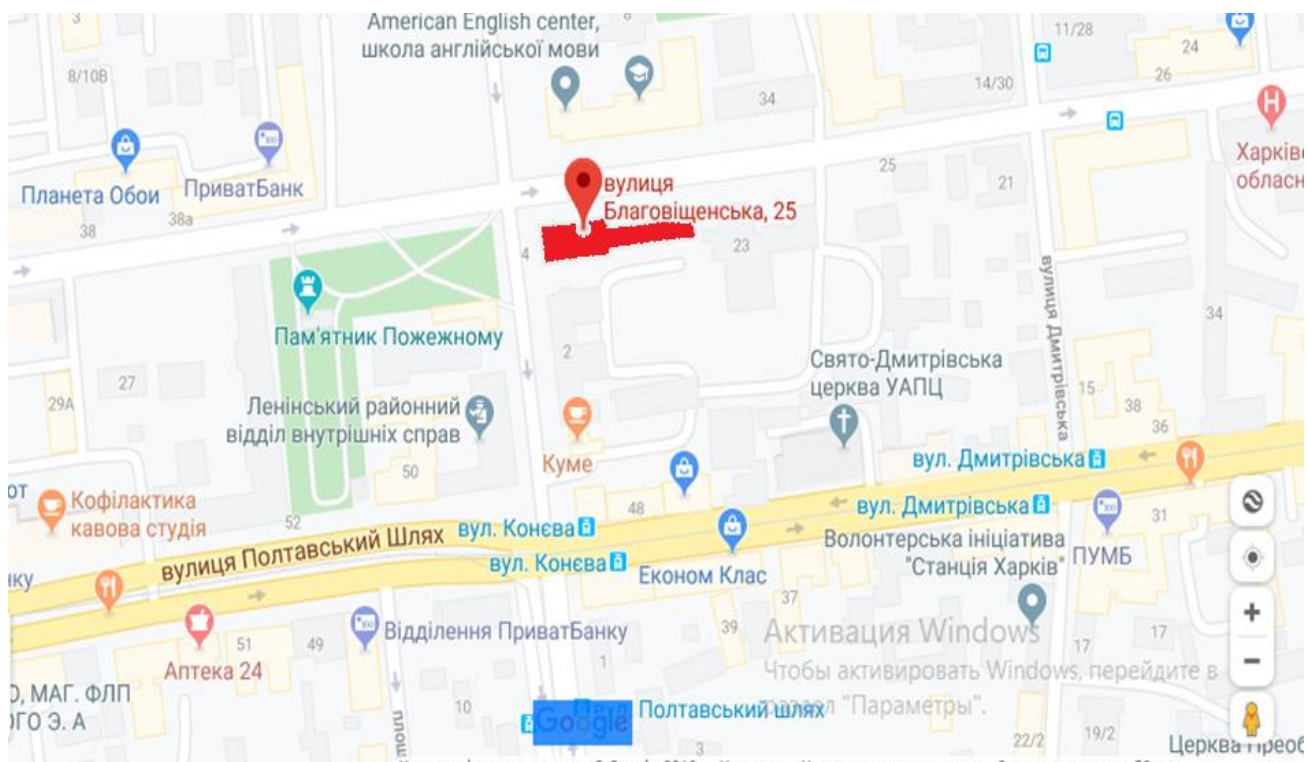 3
American English center,
школа англійської мови
11/28
24
26
8/10В
34
14/30
Планета Обои
ПриватБанк
38
38а
вулиця
Благовіщенська, 25
25
21
23
4
Пам'ятник Пожежному
2
34
вулиця Дмитрівська
27
29А
Ленінський районний
відділ внутрішніх справ
50
Куме
Свято-Дмитрівська
церква УАПЦ
15
38
36
вул. Дмитрівська
вул. Дмитрівська
Кофілактика
кавова студія
52
48
вулиця Полтавський Шлях
вул. Конєва
вул. Конєва
Економ Клас
Волонтерська ініціатива
"Станція Харків"
ПУМБ
31
37
39
Аптека 24
51
49
Відділення ПриватБанку
Активация Windows
Чтобы активировать Windows, перейдите в
"Параметры".
17
17
1
10
3
Google
Полтавський шлях
22/2
19/2
Церква